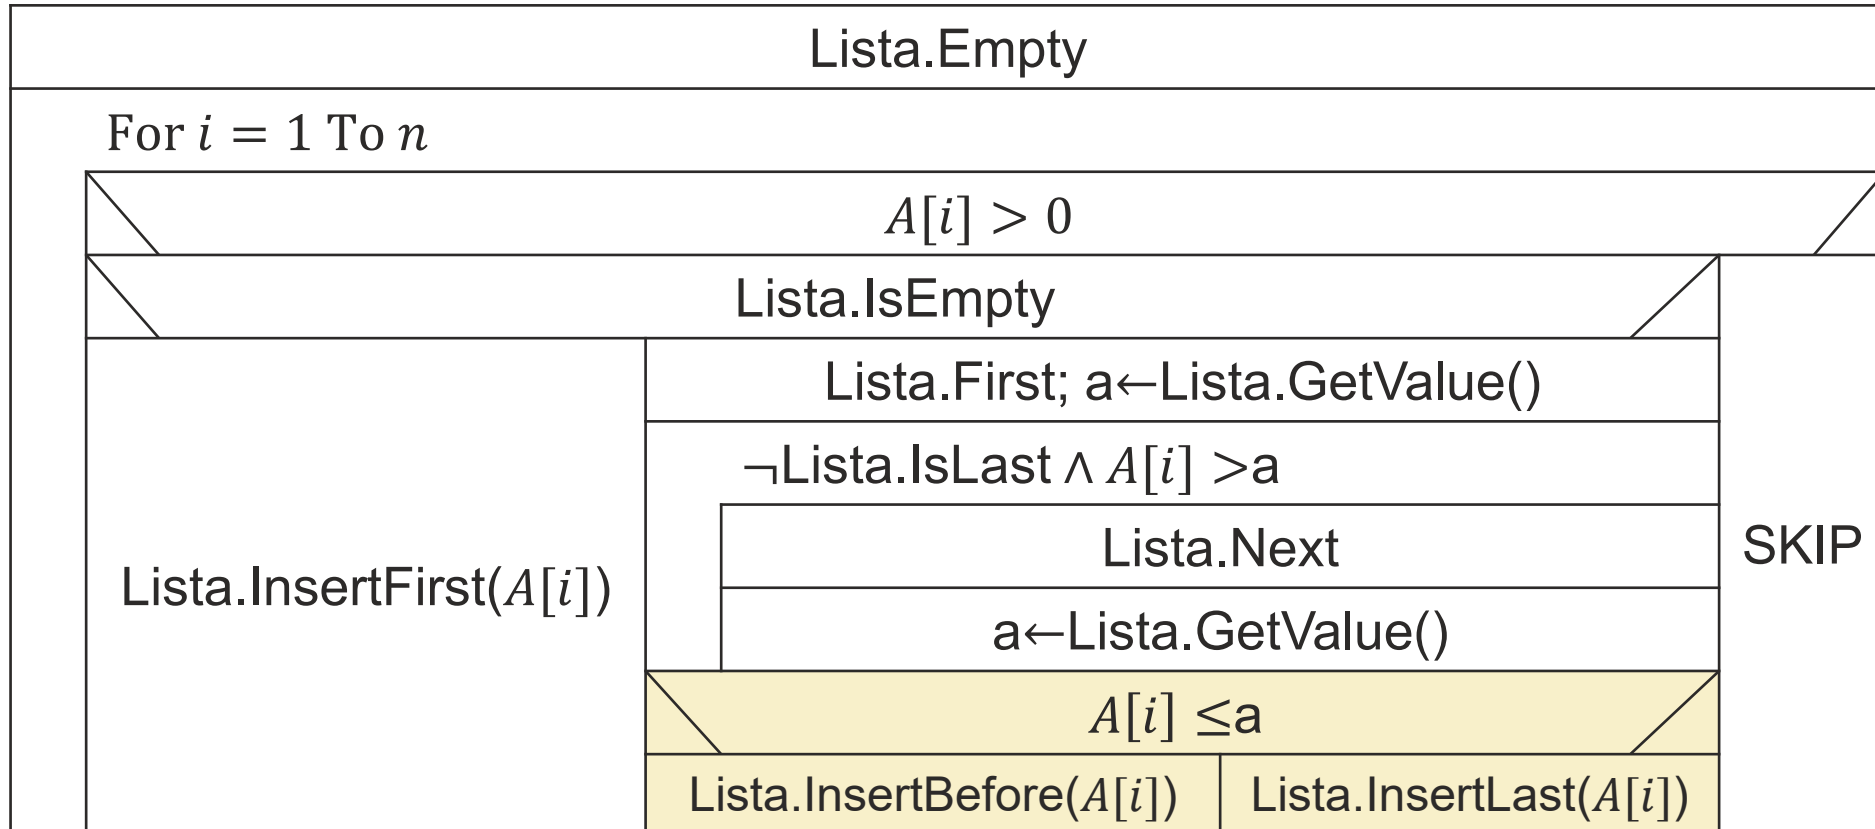 Lista.Empty
For i = 1 To n
A[i] > 0
Lista.IsEmpty
Lista.First; a←Lista.GetValue()
¬Lista.IsLast ∧ A[i] >a
Lista.Next
SKIP
Lista.InsertFirst(A[i])
a←Lista.GetValue()
A[i] ≤a
Lista.InsertBefore(A[i])
Lista.InsertLast(A[i])